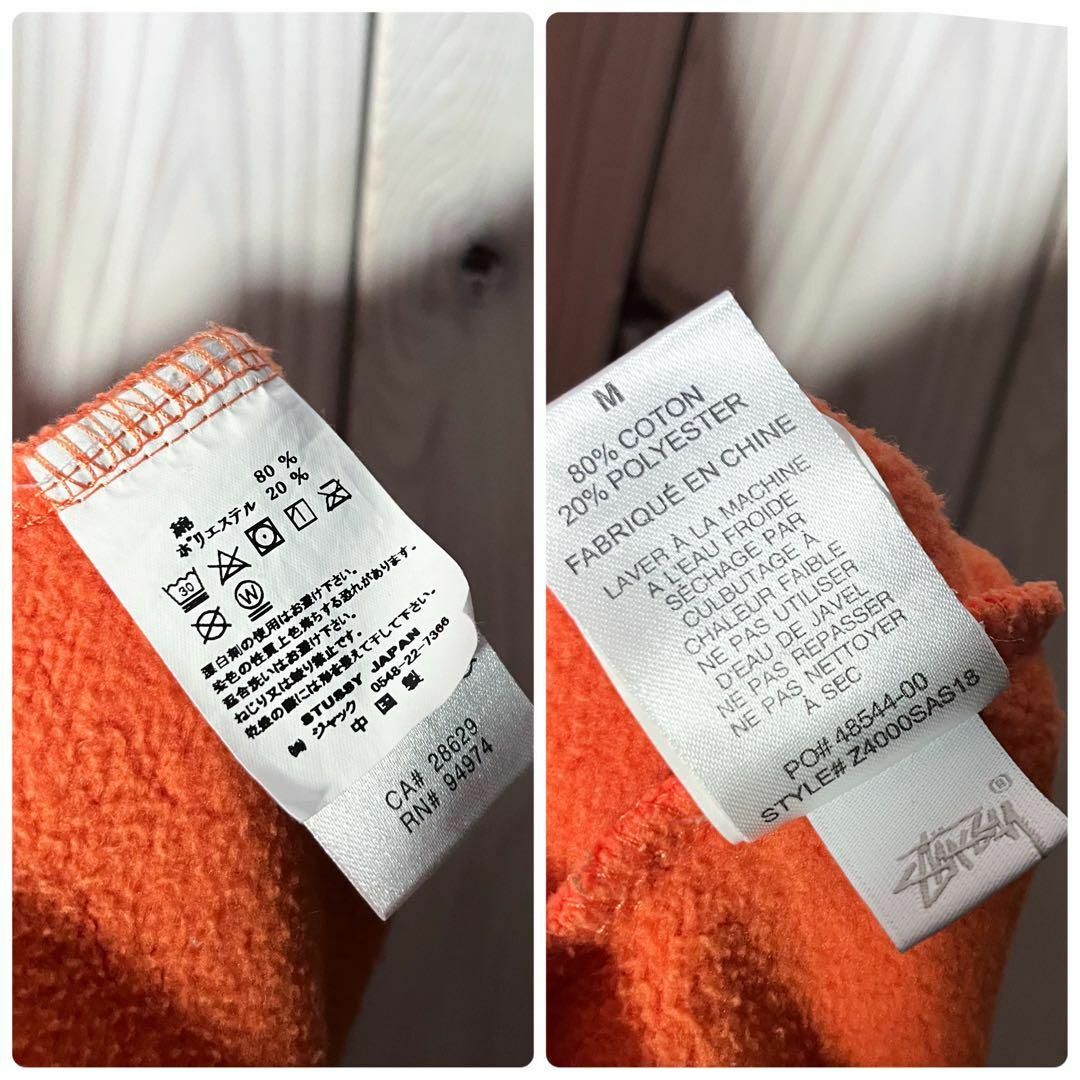 綿 80 %
ポリエステル 20 %
30
W
漂白剤の使用はお避け下さい。
染色の性質上色落ちする恐れがあります。
配合洗いはお避け下さい。
ねじり又は絞り禁止です。
乾燥の際には形を整えて干して下さい。
STUSSY JAPAN
㈱ジャック 0548-22-7366
中国製
CA# 28629
RN# 94974
M
80% COTON
20% POLYESTER
FABRIQUÉ EN CHINE
LAVER À LA MACHINE
A L'EAU FROIDE
SÉCHAGE PAR
CULBUTAGE À
CHALEUR FAIBLE
NE PAS UTILISER
D'EAU DE JAVEL
NE PAS REPASSER
NE PAS NETTOYER
À SEC
PO# 48544-00
STYLE# Z4000SAS18
Stüssy ®